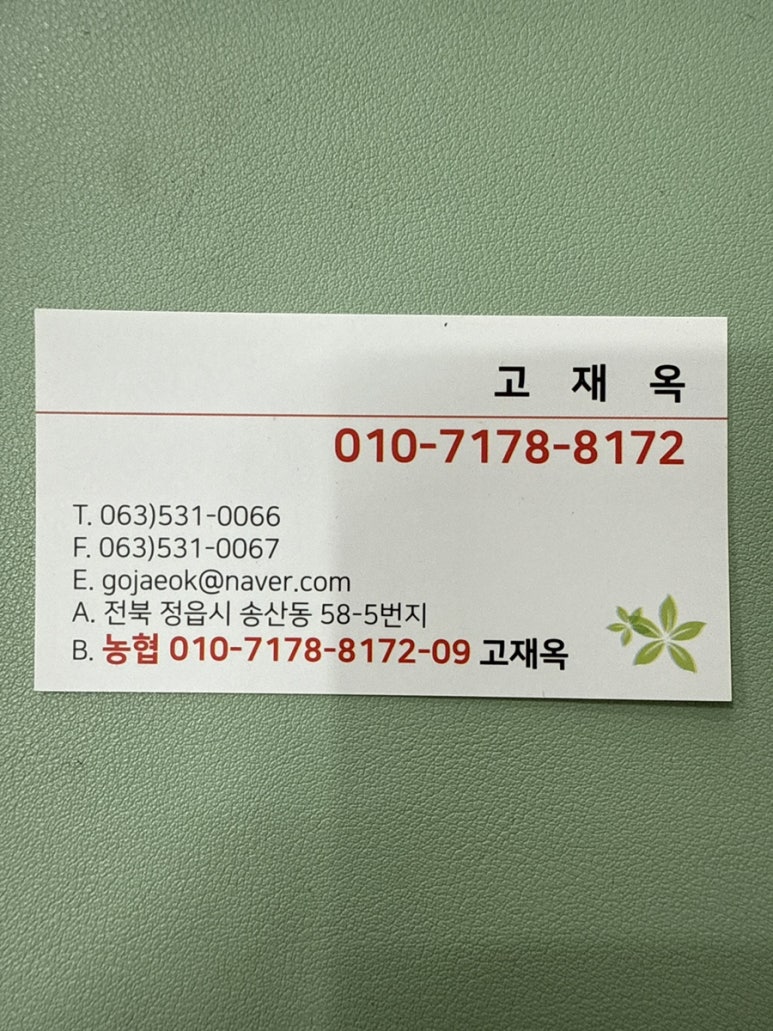 고 재 옥
010-7178-8172
T. 063)531-0066
F. 063)531-0067
E. gojaeok@naver.com
A. 전북 정읍시 송산동 58-5번지
B. 농협 010-7178-8172-09 고재옥